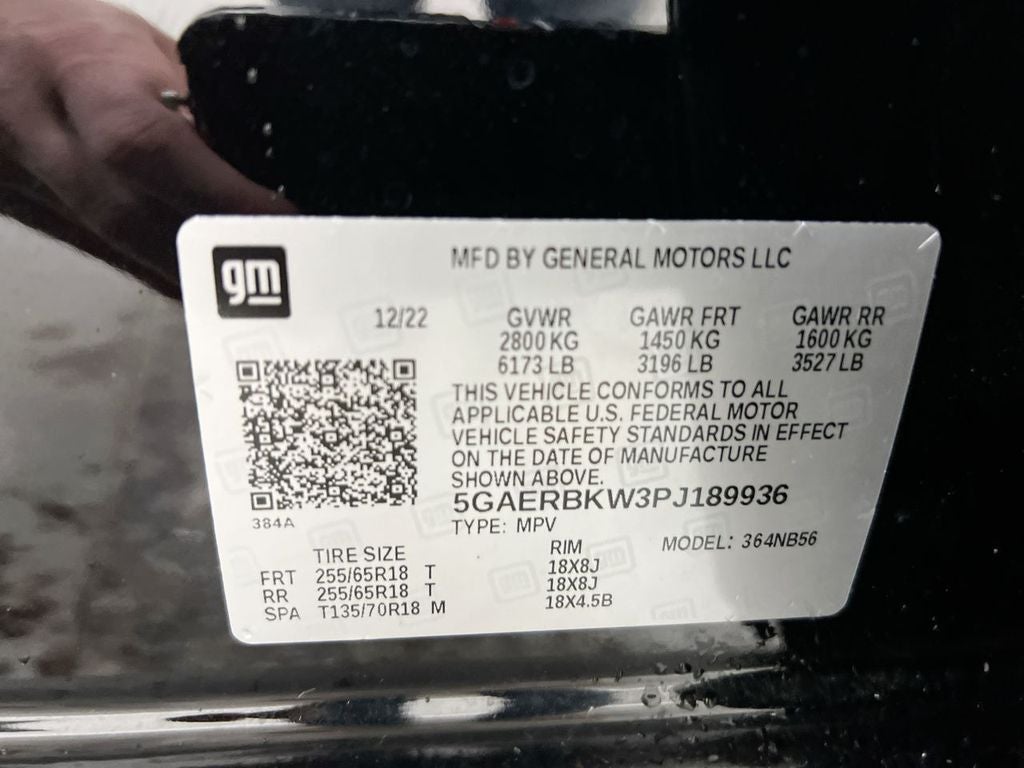 gm
MFD BY GENERAL MOTORS LLC
12/22 GVWR GAWR FRT GAWR RR
2800 KG 1450 KG 1600 KG
6173 LB 3196 LB 3527 LB
THIS VEHICLE CONFORMS TO ALL
APPLICABLE U.S. FEDERAL MOTOR
VEHICLE SAFETY STANDARDS IN EFFECT
ON THE DATE OF MANUFACTURE
SHOWN ABOVE.
5GAERBKW3PJ189936
384A
TYPE: MPV MODEL: 364NB56
TIRE SIZE RIM
FRT 255/65R18 T 18X8J
RR 255/65R18 T 18X8J
SPA T135/70R18 M 18X4.5B